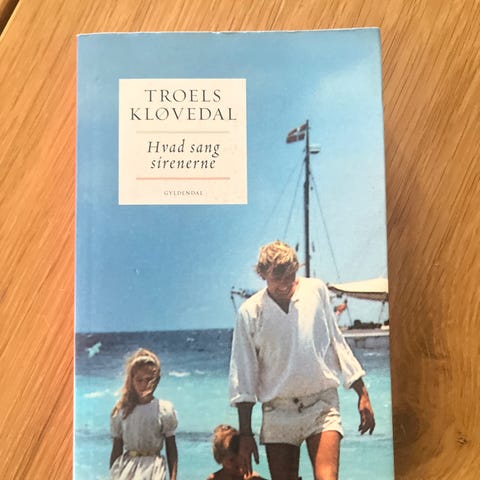 TROELS
KLØVEDAL
Hvad sang
sirenerne
GYLDENDAL